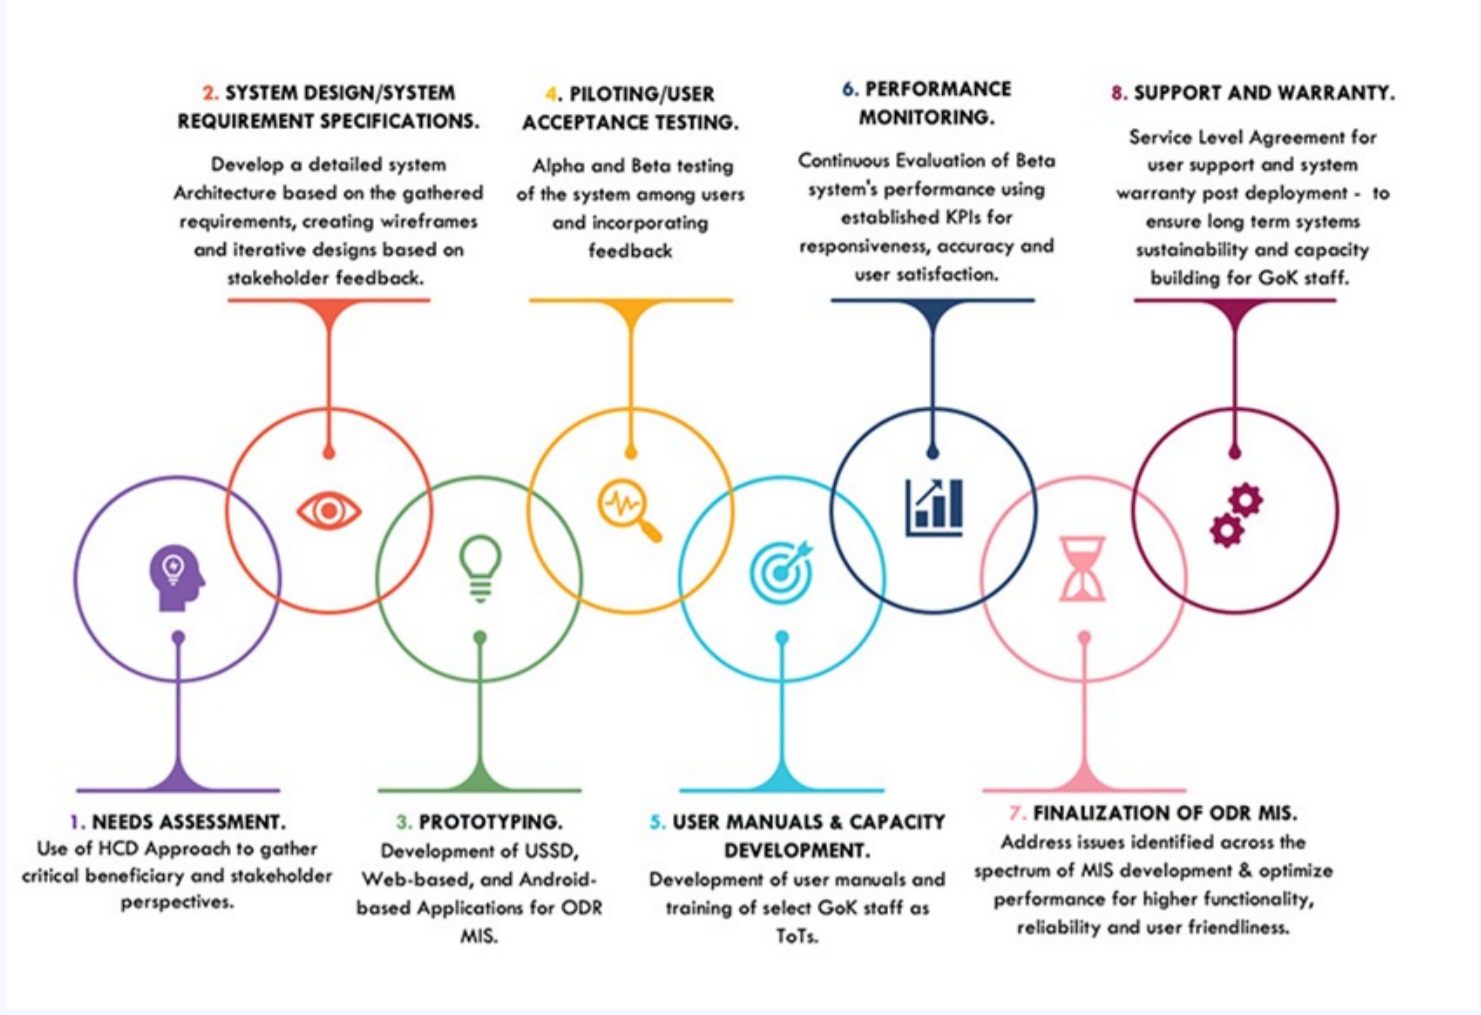 2. SYSTEM DESIGN/SYSTEM
REQUIREMENT SPECIFICATIONS.
Develop a detailed system
Architecture based on the gathered
requirements, creating wireframes
and iterative designs based on
stakeholder feedback.
4. PILOTING/USER
ACCEPTANCE TESTING.
Alpha and Beta testing
of the system among users
and incorporating
feedback
6. PERFORMANCE
MONITORING.
Continuous Evaluation of Beta
system's performance using
established KPIs for
responsiveness, accuracy and
user satisfaction.
8. SUPPORT AND WARRANTY.
Service Level Agreement for
user support and system
warranty post deployment - to
ensure long term systems
sustainability and capacity
building for GoK staff.
1. NEEDS ASSESSMENT.
Use of HCD Approach to gather
critical beneficiary and stakeholder
perspectives.
3. PROTOTYPING.
Development of USSD,
Web-based, and Android-
based Applications for ODR
MIS.
5. USER MANUALS & CAPACITY
DEVELOPMENT.
Development of user manuals and
training of select GoK staff as
ToTs.
7. FINALIZATION OF ODR MIS.
Address issues identified across the
spectrum of MIS development & optimize
performance for higher functionality,
reliability and user friendliness.